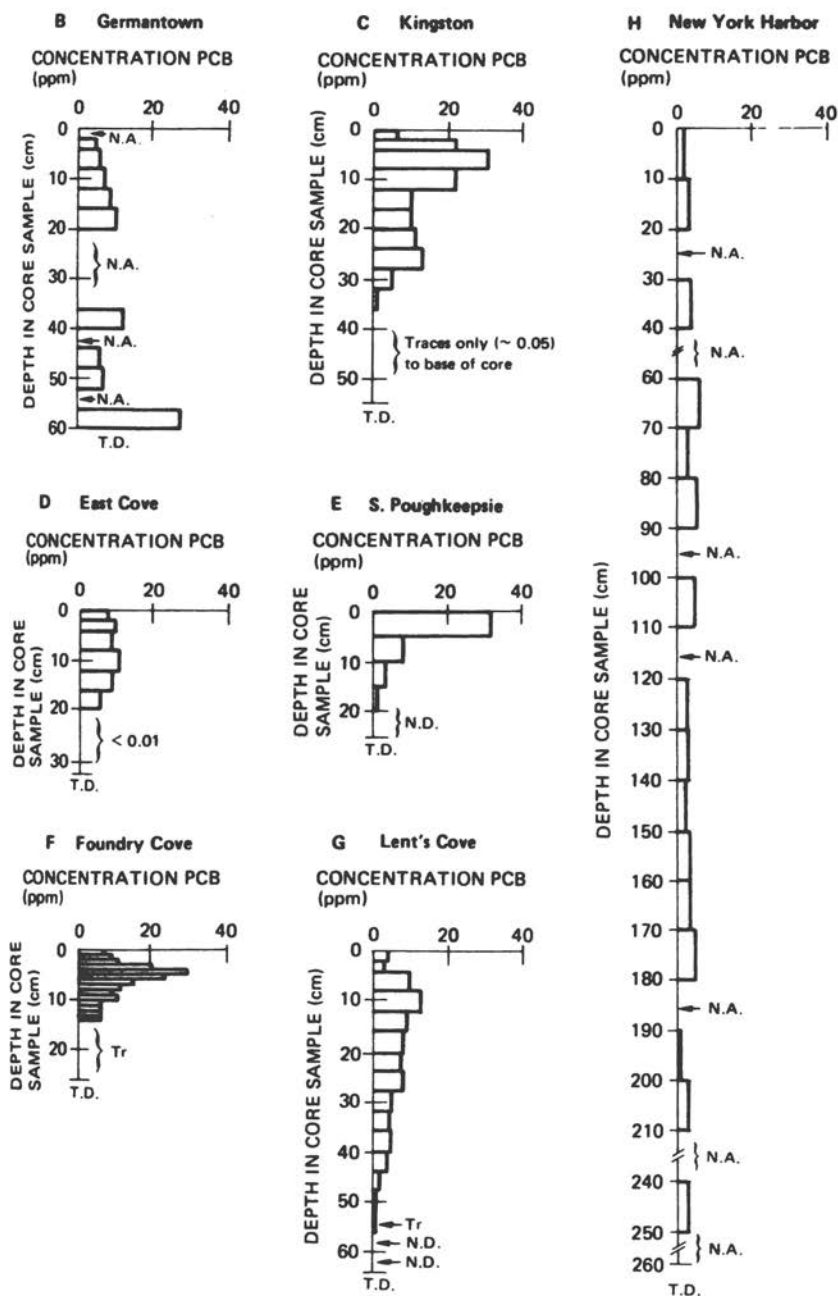 B Germantown
CONCENTRATION PCB
(ppm)
0 20 40
DEPTH IN CORE SAMPLE (cm)
0
10
20
30
40
50
60
N.A.
N.A.
N.A.
N.A.
T.D.
C Kingston
CONCENTRATION PCB
(ppm)
0 20 40
DEPTH IN CORE SAMPLE (cm)
0
10
20
30
40
50
Traces only (~ 0.05)
to base of core
T.D.
D East Cove
CONCENTRATION PCB
(ppm)
0 20 40
DEPTH IN CORE
SAMPLE (cm)
0
10
20
30
< 0.01
T.D.
E S. Poughkeepsie
CONCENTRATION PCB
(ppm)
0 20 40
DEPTH IN CORE
SAMPLE (cm)
0
10
20
N.D.
T.D.
F Foundry Cove
CONCENTRATION PCB
(ppm)
0 20 40
DEPTH IN CORE
SAMPLE (cm)
0
10
20
Tr
T.D.
G Lent's Cove
CONCENTRATION PCB
(ppm)
0 20 40
DEPTH IN CORE SAMPLE (cm)
0
10
20
30
40
50
60
Tr
N.D.
N.D.
T.D.
H New York Harbor
CONCENTRATION PCB
(ppm)
0 20 40
DEPTH IN CORE SAMPLE (cm)
0
10
20
N.A.
30
40
N.A.
60
70
80
90
N.A.
100
110
N.A.
120
130
140
150
160
170
180
N.A.
190
200
210
N.A.
240
250
N.A.
260
T.D.